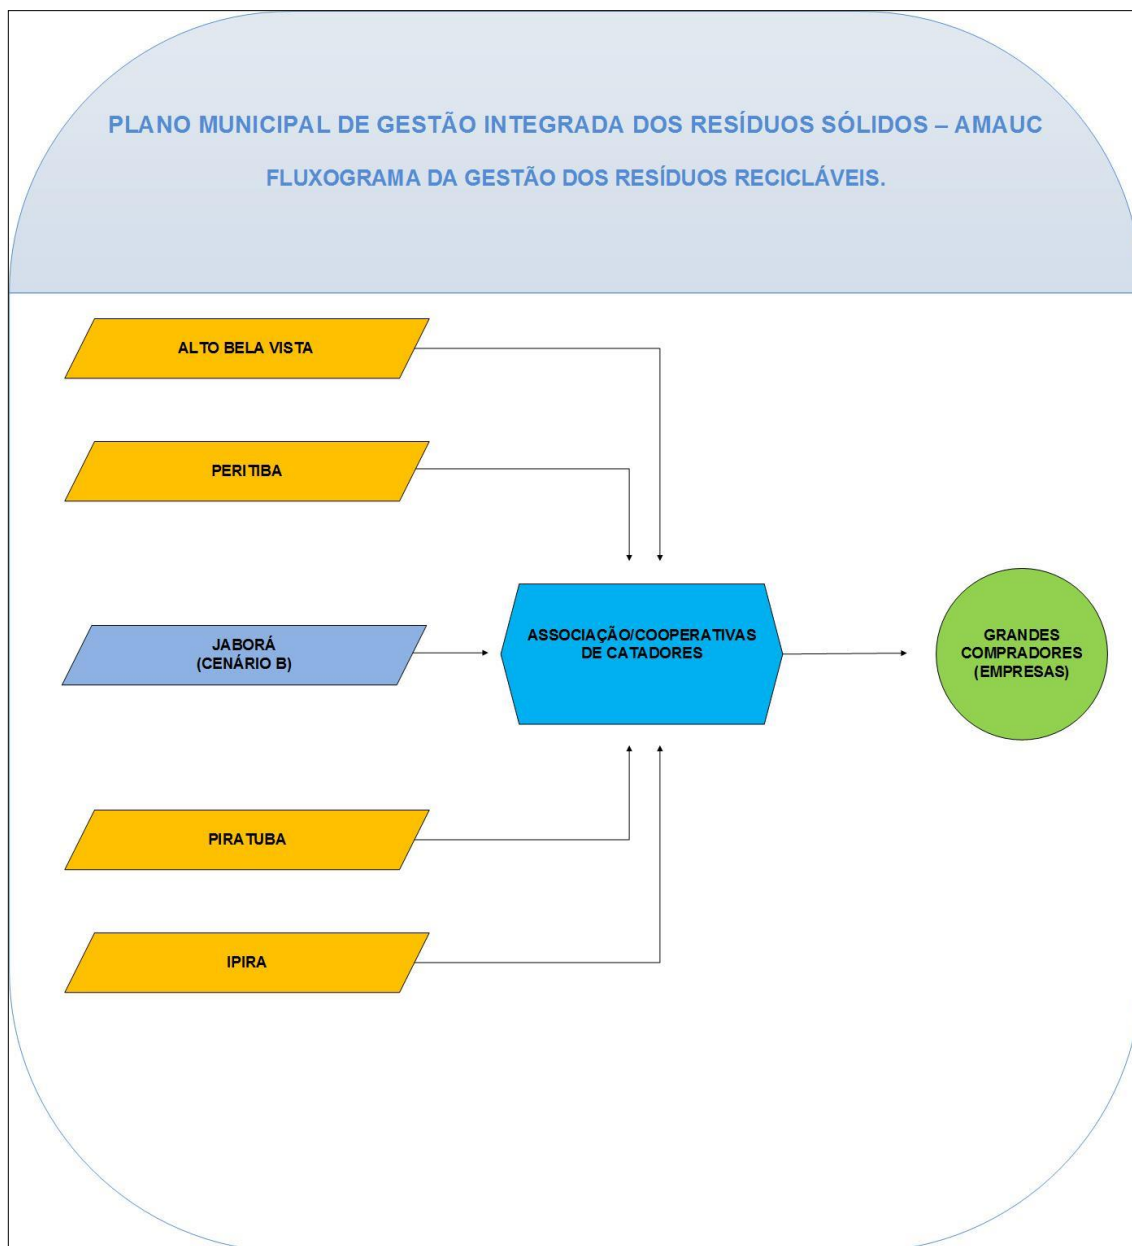 PLANO MUNICIPAL DE GESTÃO INTEGRADA DOS RESÍDUOS SÓLIDOS – AMAUC
FLUXOGRAMA DA GESTÃO DOS RESÍDUOS RECICLÁVEIS.
ALTO BELA VISTA
PERITIBA
JABORÁ
(CENÁRIO B)
ASSOCIAÇÃO/COOPERATIVAS
DE CATADORES
GRANDES
COMPRADORES
(EMPRESAS)
PIRATUBA
IPIRA